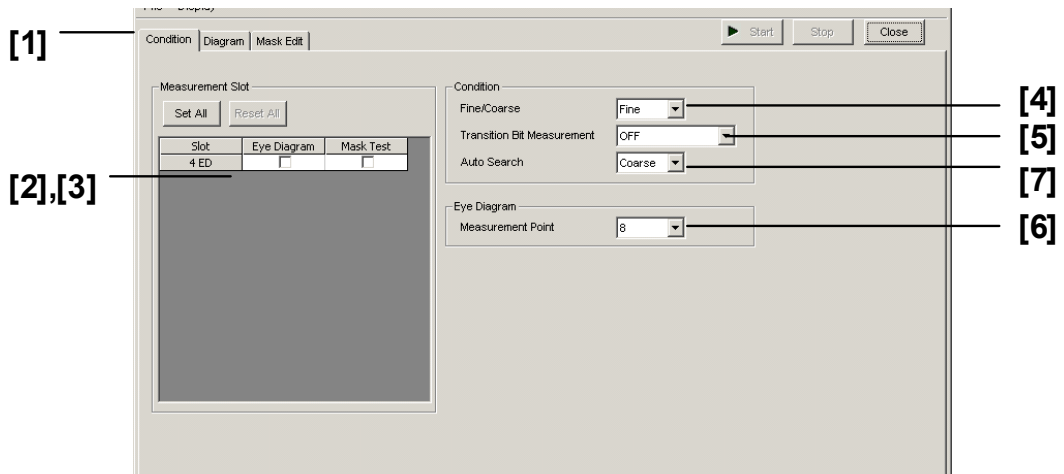 File Display
[1]
Condition Diagram Mask Edit
Start Stop Close
Measurement Slot
Set All Reset All
Slot Eye Diagram Mask Test
4 ED
[2],[3]
Condition
Fine/Coarse Fine
[4]
Transition Bit Measurement OFF
[5]
Auto Search Coarse
[7]
Eye Diagram
Measurement Point 8
[6]